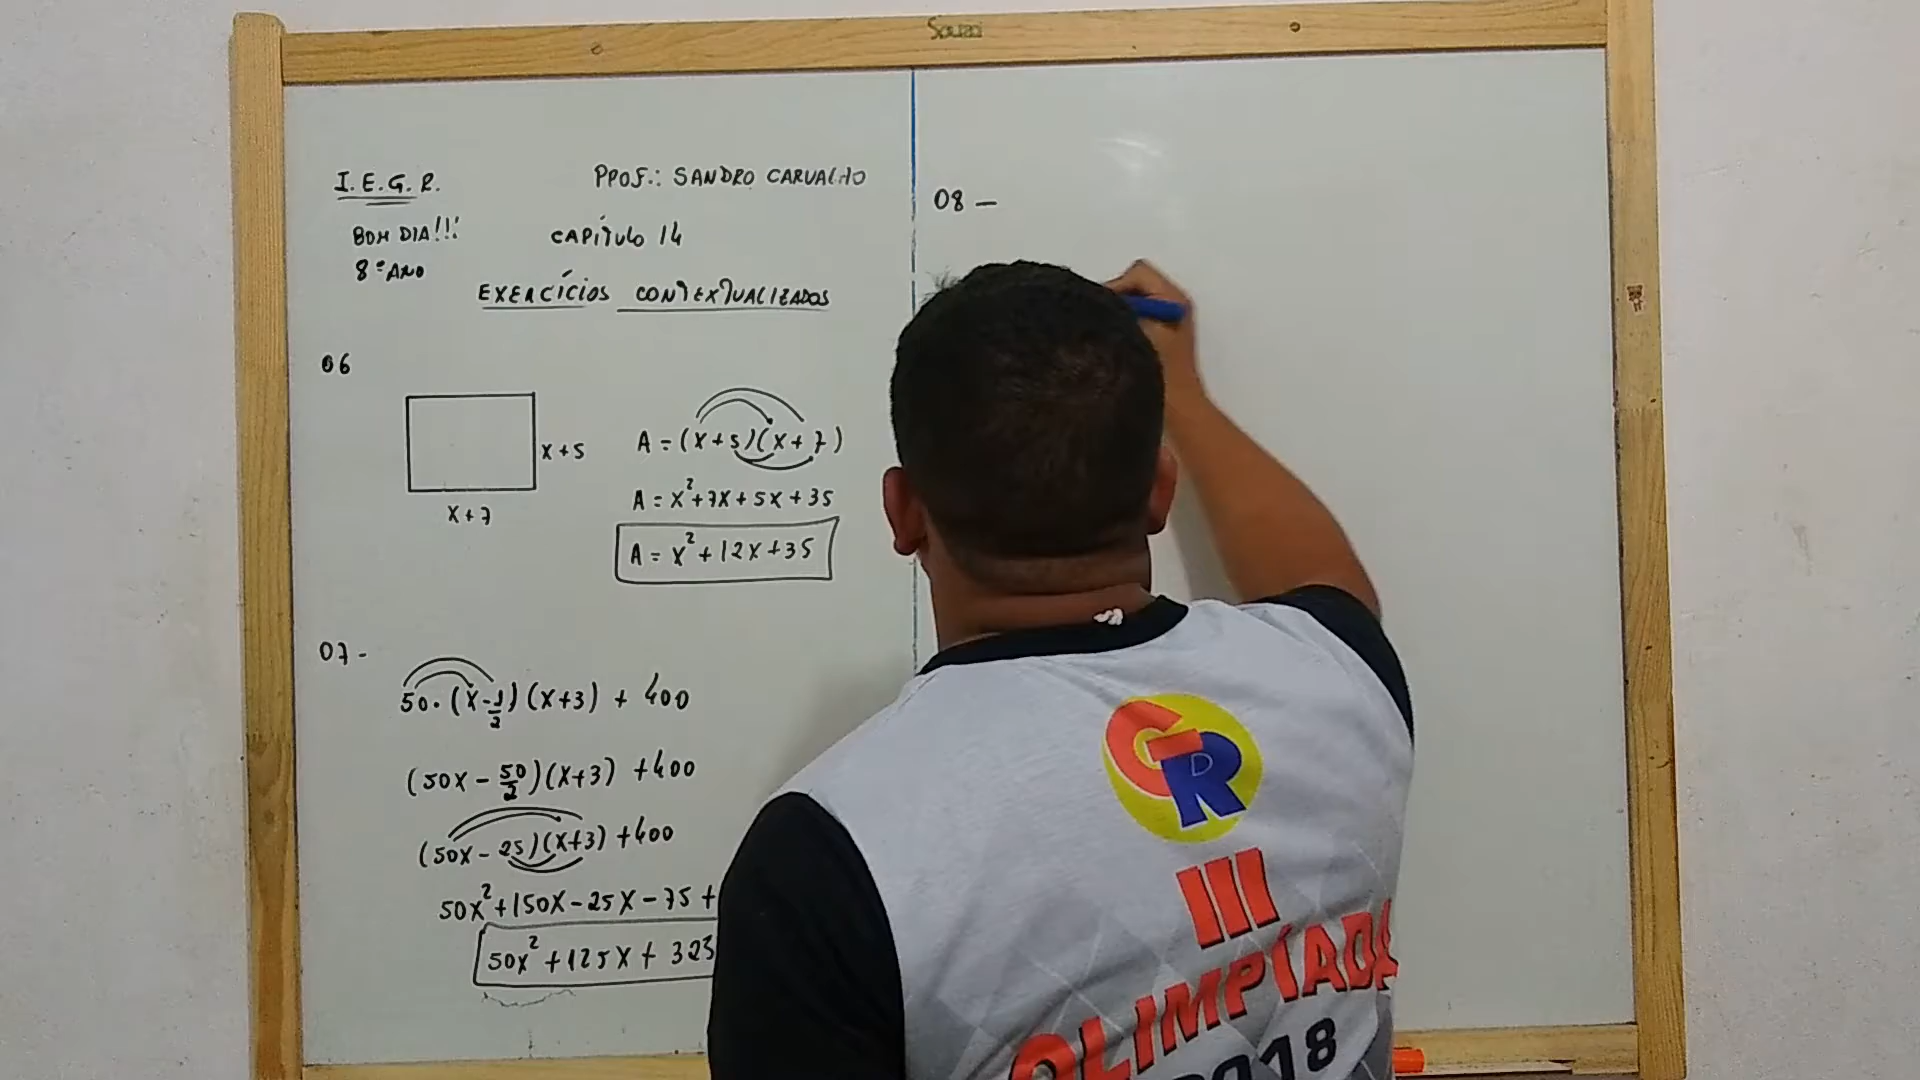 Souza
I.E.G.R.
PROF.: SANDRO CARVALHO
BOM DIA!!!
CAPÍTULO 14
8º ANO
EXERCÍCIOS CONTEXTUALIZADOS
06
x+5
x+7
A = (x+5)(x+7)
A = x²+7x+5x+35
A = x²+12x+35
07-
50·(x-1/2)(x+3) + 400
(50x - 50/2)(x+3) +400
(50x - 25)(x+3) +400
50x²+150x-25x-75+
50x²+125x+325
08-
GR
III
OLIMPÍADA
2018